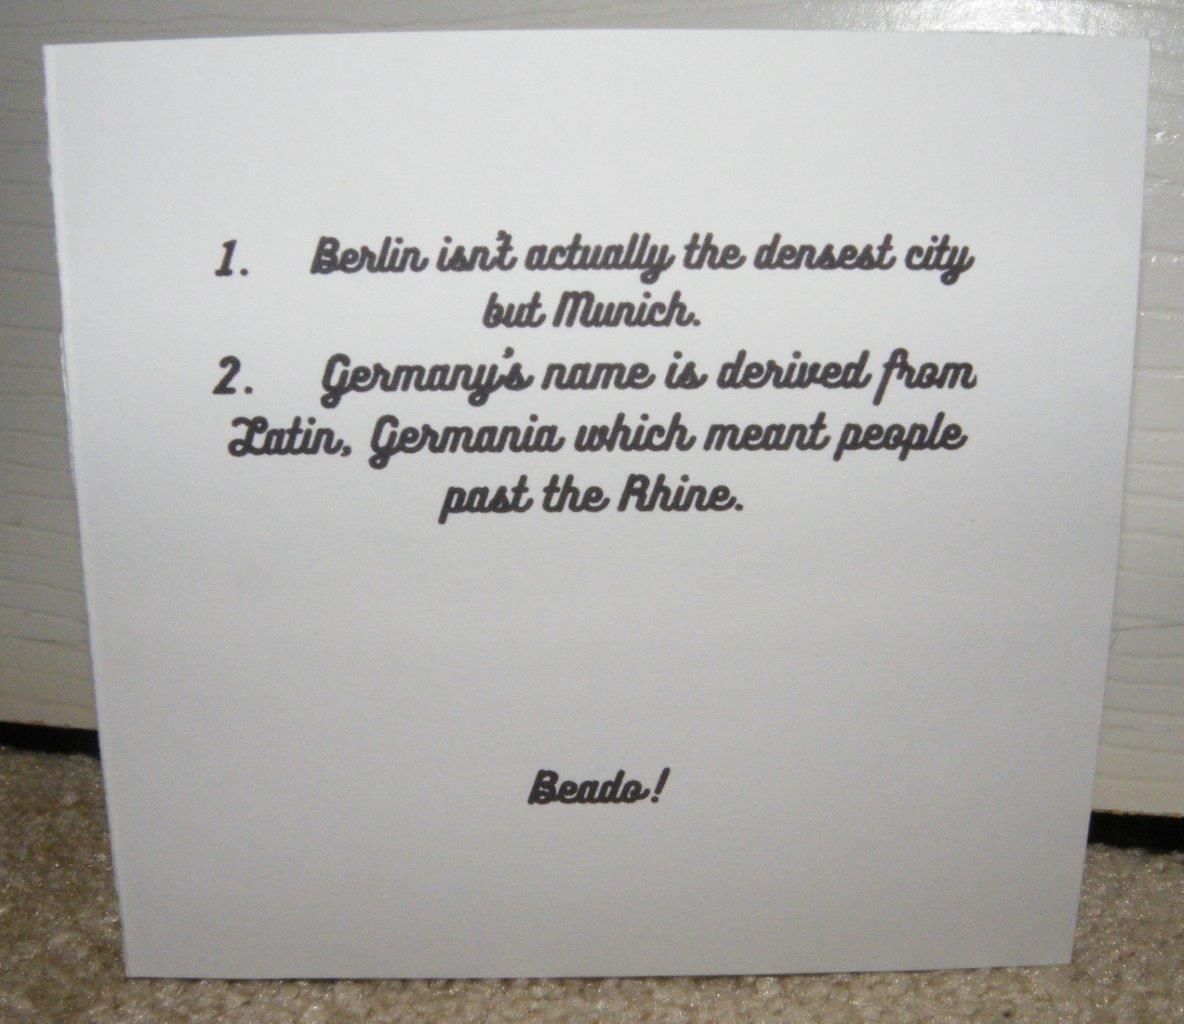 1. Berlin isn't actually the densest city
but Munich.
2. Germany's name is derived from
Latin, Germania which meant people
past the Rhine.
Beado!